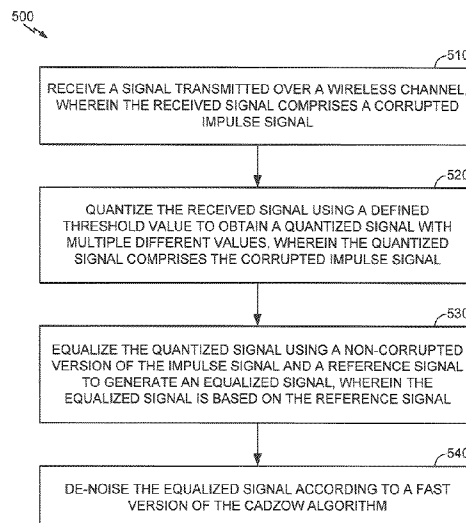 500
510
RECEIVE A SIGNAL TRANSMITTED OVER A WIRELESS CHANNEL,
WHEREIN THE RECEIVED SIGNAL COMPRISES A CORRUPTED
IMPULSE SIGNAL
520
QUANTIZE THE RECEIVED SIGNAL USING A DEFINED
THRESHOLD VALUE TO OBTAIN A QUANTIZED SIGNAL WITH
MULTIPLE DIFFERENT VALUES, WHEREIN THE QUANTIZED
SIGNAL COMPRISES THE CORRUPTED IMPULSE SIGNAL
530
EQUALIZE THE QUANTIZED SIGNAL USING A NON-CORRUPTED
VERSION OF THE IMPULSE SIGNAL AND A REFERENCE SIGNAL
TO GENERATE AN EQUALIZED SIGNAL, WHEREIN THE
EQUALIZED SIGNAL IS BASED ON THE REFERENCE SIGNAL
540
DE-NOISE THE EQUALIZED SIGNAL ACCORDING TO A FAST
VERSION OF THE CADZOW ALGORITHM